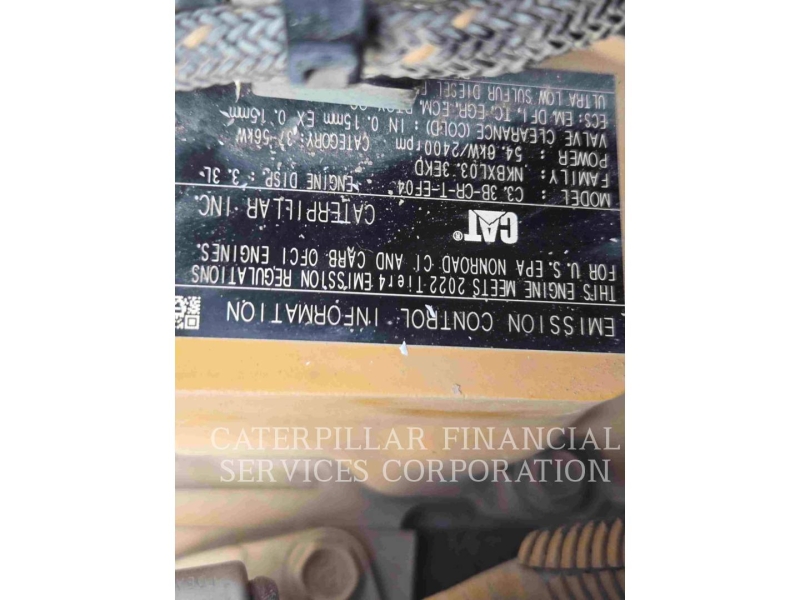 EMISSION CONTROL INFORMATION
THIS ENGINE MEETS 2022 Tier4 EMISSION REGULATIONS
FOR U.S. EPA NONROAD CI AND CARB OFCI ENGINES.
CAT® CATERPILLAR INC.
MODEL: C3.3B-CR-T-EF04 ENGINE DISP.: 3.3L
FAMILY: NKBXL03.3EKD
POWER: 54.6kW/2400rpm CATEGORY: 37-56kW
VALVE CLEARANCE (COLD): IN 0.15mm EX 0.15mm
ECS: EM, DFI, TC, EGR, ECM,
ULTRA LOW SULFUR DIESEL
CATERPILLAR FINANCIAL
SERVICES CORPORATION